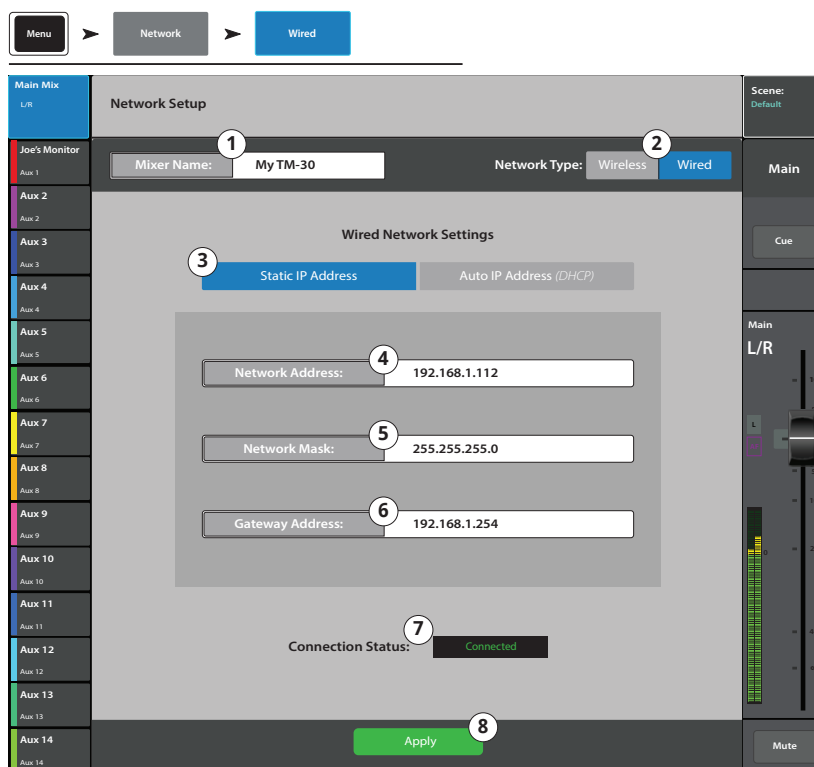 Menu
Network
Wired
Main Mix
L/R
Network Setup
Scene:
Default
Joe's Monitor
Aux 1
1
Mixer Name:
My TM-30
Network Type:
2
Wireless
Wired
Main
Aux 2
Aux 2
Aux 3
Aux 3
Wired Network Settings
Cue
3
Static IP Address
Auto IP Address (DHCP)
Aux 4
Aux 4
Aux 5
Aux 5
Main
L/R
4
Network Address:
192.168.1.112
Aux 6
Aux 6
Aux 7
Aux 7
L
5
Network Mask:
255.255.255.0
Aux 8
Aux 8
Aux 9
Aux 9
6
Gateway Address:
192.168.1.254
Aux 10
Aux 10
Aux 11
Aux 11
7
Connection Status:
Connected
Aux 12
Aux 12
Aux 13
Aux 13
8
Apply
Aux 14
Aux 14
Mute